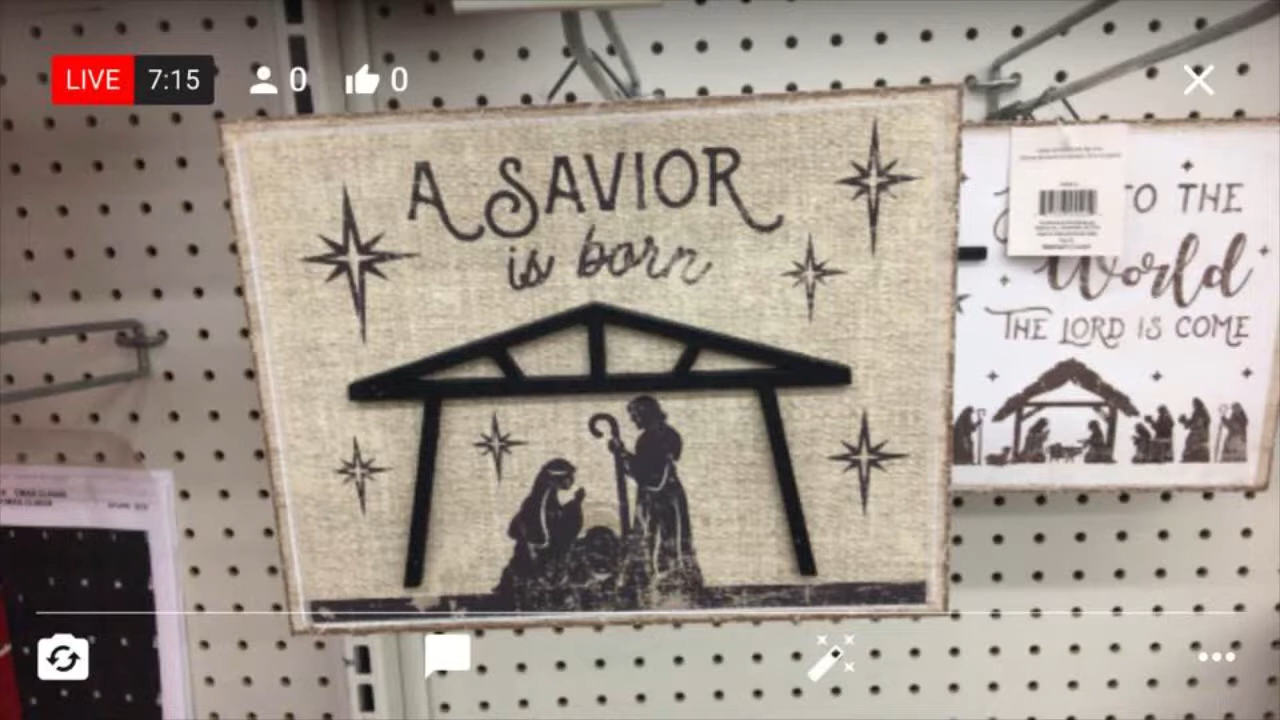 LIVE 7:15 0 0
A SAVIOR
is born
TO THE
World
THE LORD IS COME